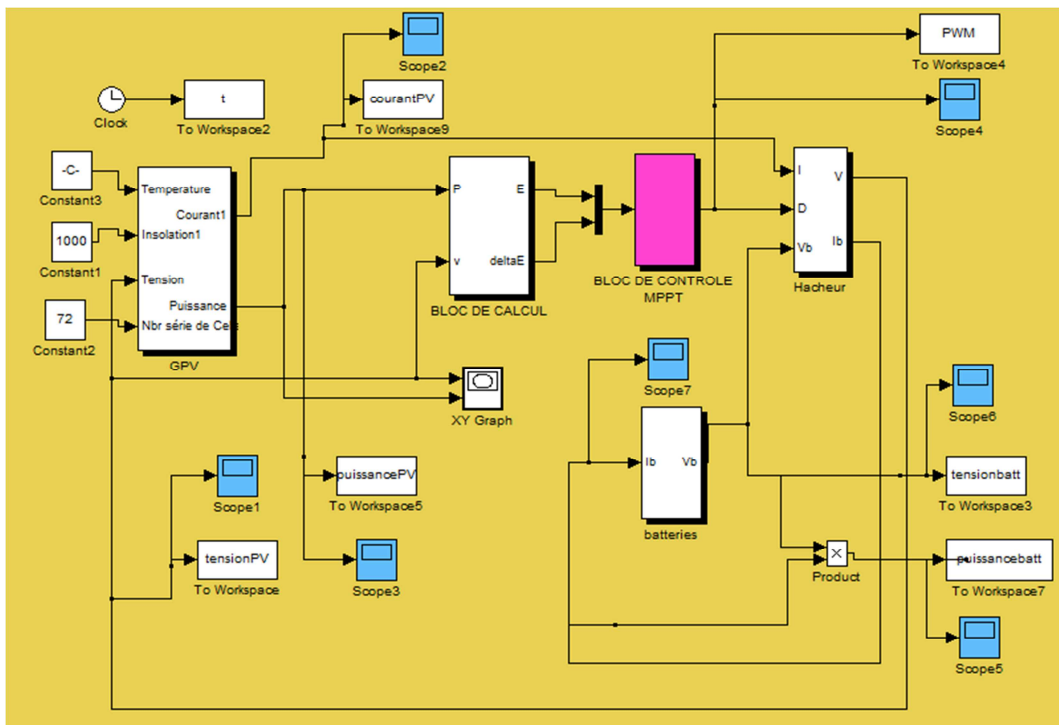 Scope2
PWM
To Workspace4
Clock
t
To Workspace2
courantPV
To Workspace9
Scope4
-C-
Constant3
1000
Constant1
72
Constant2
Temperature
Courant1
Insolation1
Tension
Puissance
GPV
P
E
v
deltaE
BLOC DE CALCUL
BLOC DE CONTROLE
MPPT
I
V
D
Ib
Vb
Hacheur
XY Graph
Scope7
Scope6
Ib
Vb
batteries
tensionbatt
To Workspace3
Scope1
puissancePV
To Workspace5
tensionPV
To Workspace
Scope3
X
Product
puissancebatt
To Workspace7
Scope5
Nbr série de